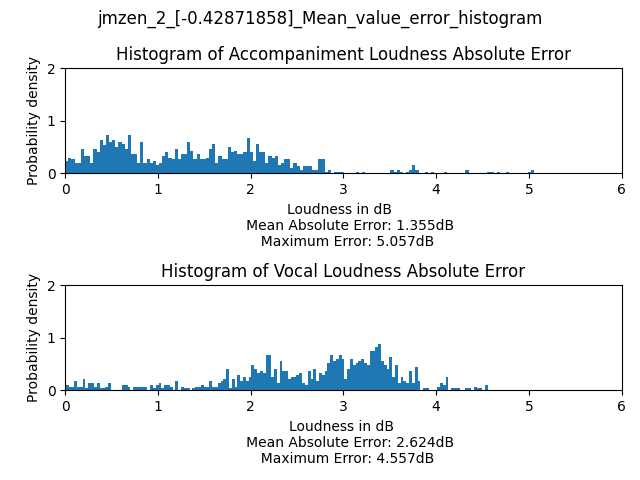 jmzen_2_[-0.42871858]_Mean_value_error_histogram
Histogram of Accompaniment Loudness Absolute Error
Probability density
2
1
0
0 1 2 3 4 5 6
Loudness in dB
Mean Absolute Error: 1.355dB
Maximum Error: 5.057dB
Histogram of Vocal Loudness Absolute Error
Probability density
2
1
0
0 1 2 3 4 5 6
Loudness in dB
Mean Absolute Error: 2.624dB
Maximum Error: 4.557dB